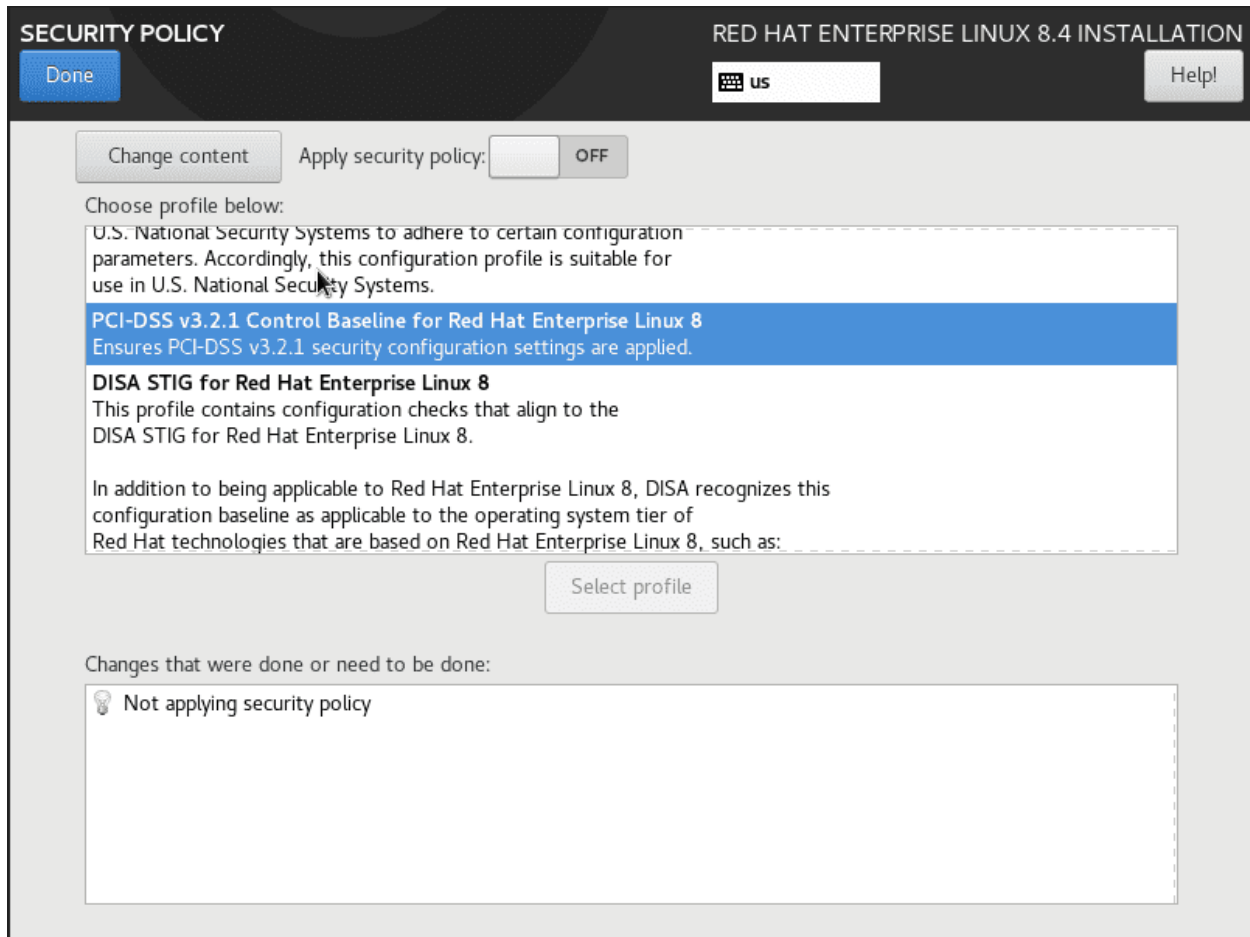 SECURITY POLICY
RED HAT ENTERPRISE LINUX 8.4 INSTALLATION
Done
us
Help!
Change content
Apply security policy:
OFF
Choose profile below:
U.S. National Security Systems to adhere to certain configuration
parameters. Accordingly, this configuration profile is suitable for
use in U.S. National Security Systems.
PCI-DSS v3.2.1 Control Baseline for Red Hat Enterprise Linux 8
Ensures PCI-DSS v3.2.1 security configuration settings are applied.
DISA STIG for Red Hat Enterprise Linux 8
This profile contains configuration checks that align to the
DISA STIG for Red Hat Enterprise Linux 8.
In addition to being applicable to Red Hat Enterprise Linux 8, DISA recognizes this
configuration baseline as applicable to the operating system tier of
Red Hat technologies that are based on Red Hat Enterprise Linux 8, such as:
Select profile
Changes that were done or need to be done:
Not applying security policy